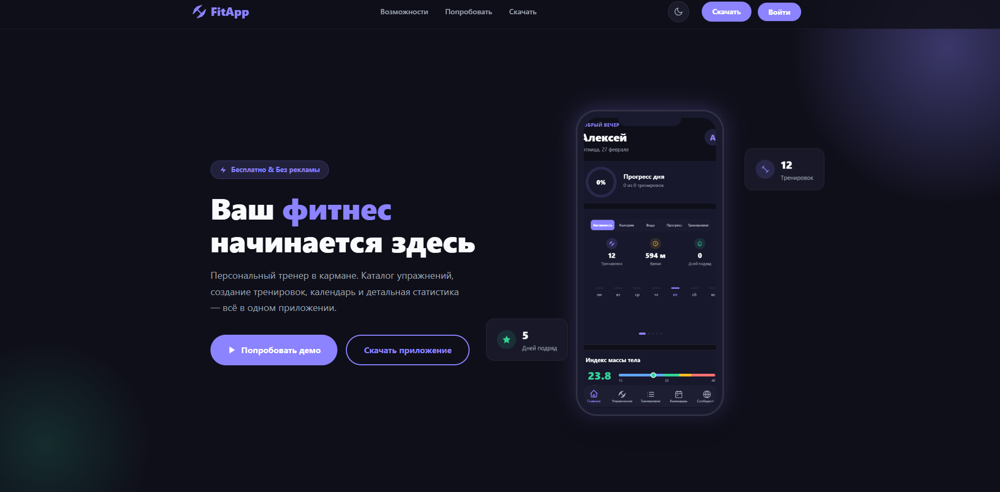 FitApp
Возможности Попробовать Скачать
Скачать Войти
Бесплатно & Без рекламы
Ваш фитнес
начинается здесь
Персональный тренер в кармане. Каталог упражнений,
создание тренировок, календарь и детальная статистика
— всё в одном приложении.
Попробовать демо Скачать приложение
5
Дней подряд
ОБРЫЙ ВЕЧЕР
Алексей
А
ятница, 27 февраля
0%
Прогресс дня
0 из 0 тренировок
Активность Калории Вода Прогресс Тренировки
12 594 м 0
Тренировок Время Дней подряд
пн вт ср чт пт сб вс
Индекс массы тела
23.8
15 25 40
Главное Упражнения Тренировки Календарь Сообщест
12
Тренировок